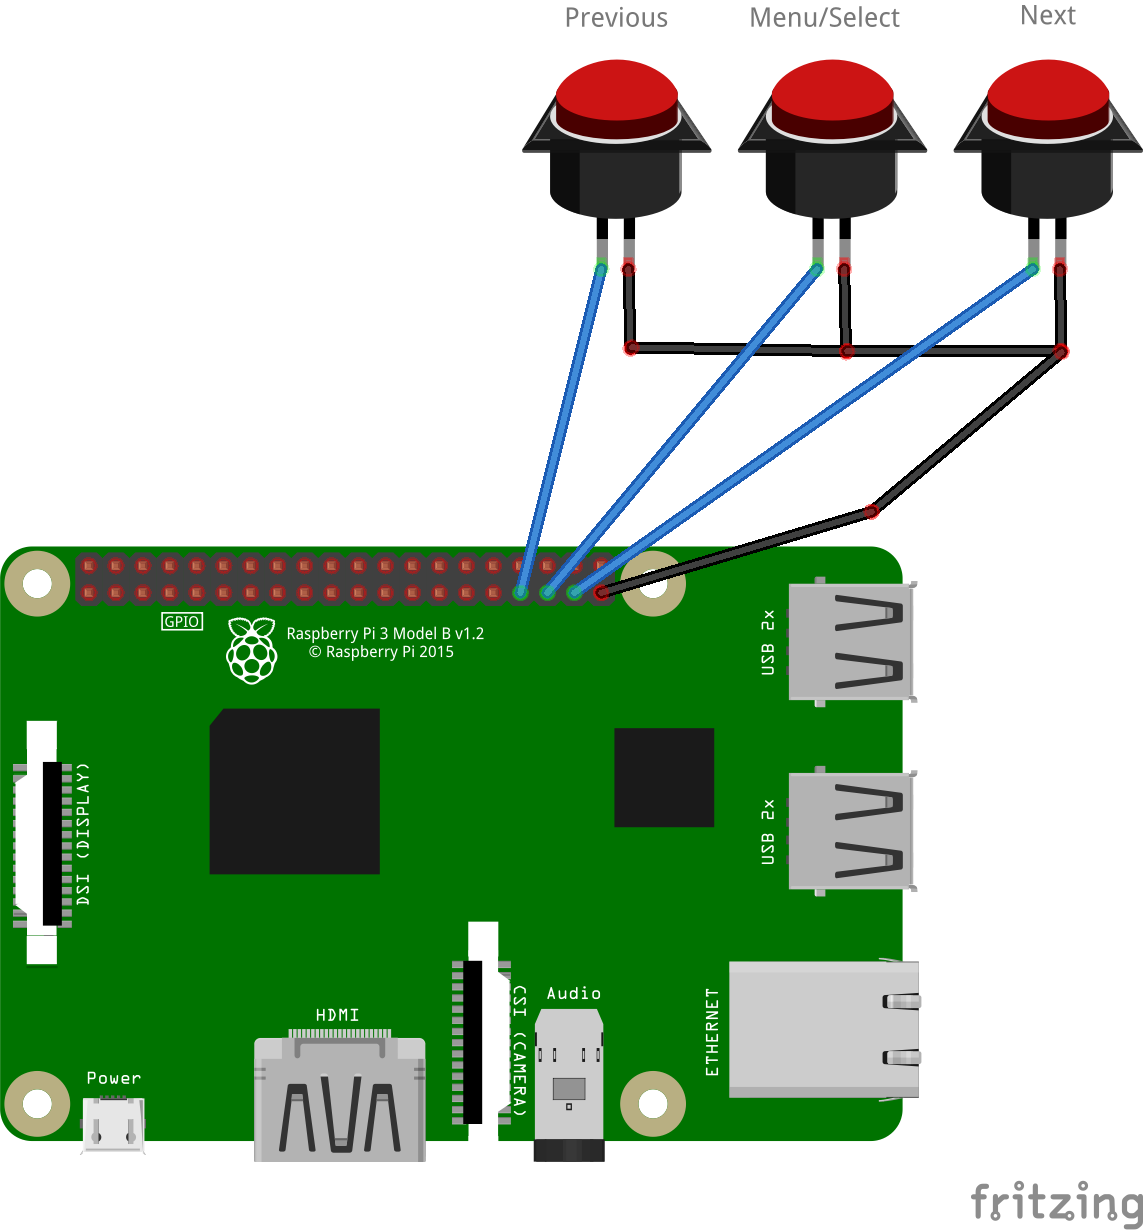 Previous
Menu/Select
Next
GPIO
Raspberry Pi 3 Model B v1.2
© Raspberry Pi 2015
USB 2x
DSI (DISPLAY)
USB 2x
HDMI
CSI (CAMERA)
Audio
ETHERNET
Power
fritzing